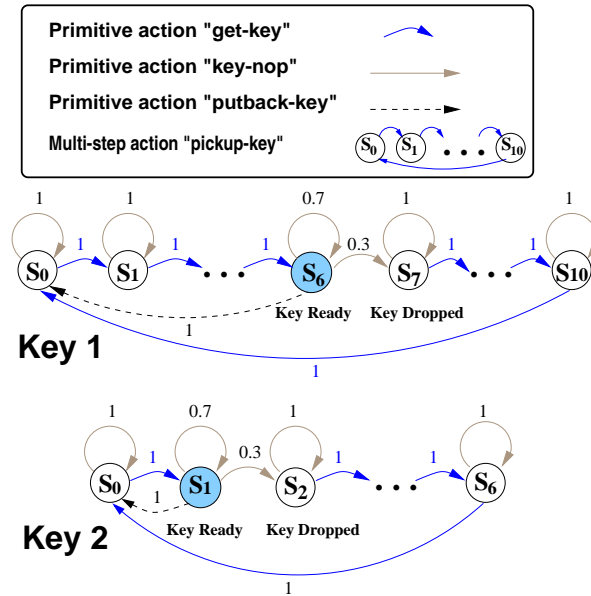 Primitive action "get-key"
Primitive action "key-nop"
Primitive action "putback-key"
Multi-step action "pickup-key"
S0 S1 • • • S10
1 1 0.7 1 1
1 1 1 0.3 1 1
S0 S1 • • • S6 S7 • • • S10
1 Key Ready Key Dropped
Key 1
1
1 0.7 1 1
1 0.3 1 1
S0 S1 S2 • • • S6
1
Key Ready Key Dropped
Key 2
1